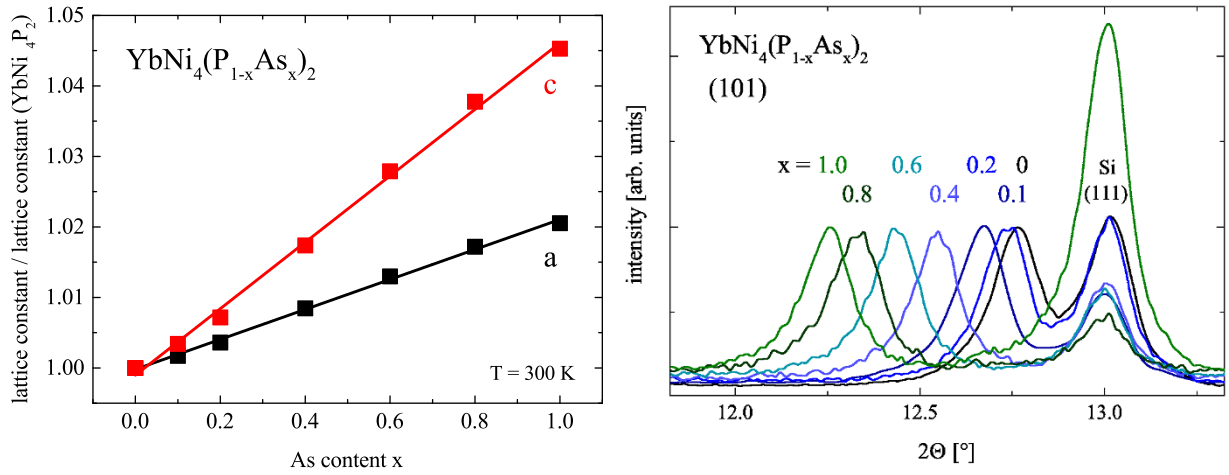 1.05
1.04
1.03
1.02
1.01
1.00
lattice constant / lattice constant (YbNi₄P₂)
YbNi₄(P₁₋ₓAsₓ)₂
c
a
T = 300 K
0.0 0.2 0.4 0.6 0.8 1.0
As content x
YbNi₄(P₁₋ₓAsₓ)₂
(101)
intensity [arb. units]
x = 1.0 0.6 0.2 0 Si
0.8 0.4 0.1 (111)
12.0 12.5 13.0
2Θ [°]